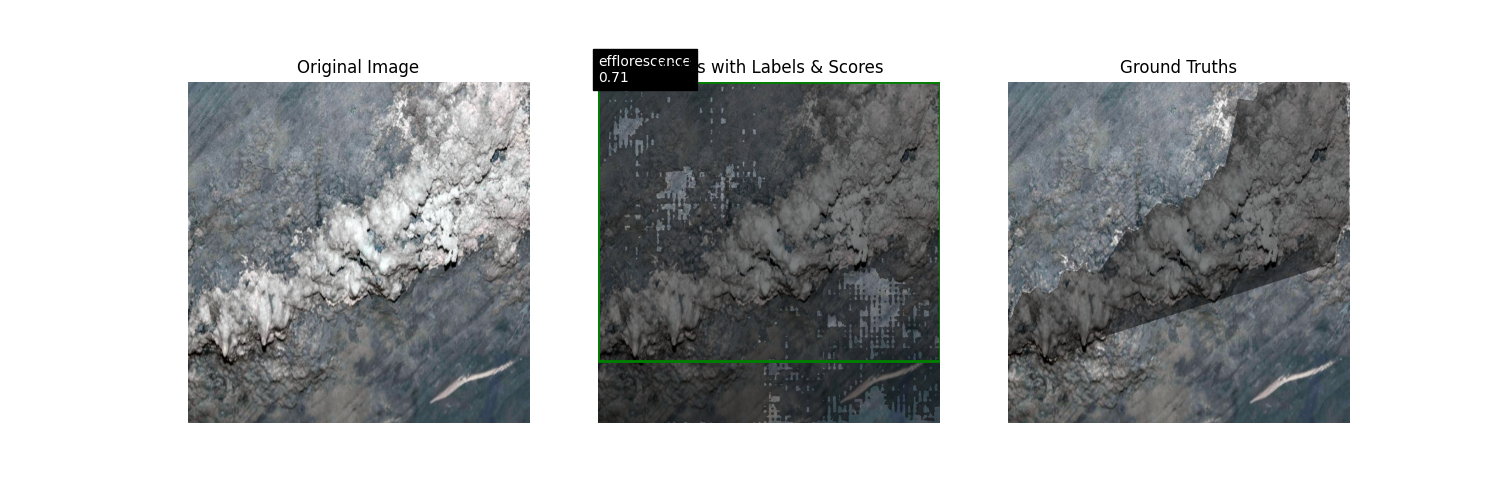 Original Image
efflorescence
0.71
s with Labels & Scores
Ground Truths